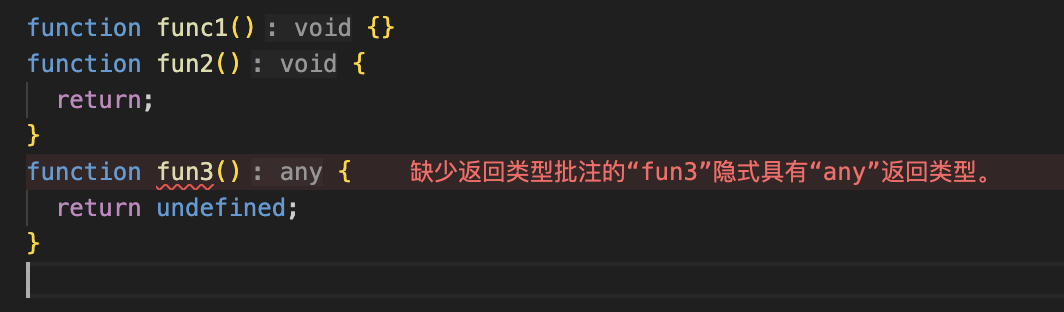 function func1(): void {}
function fun2(): void {
return;
}
function fun3(): any { 缺少返回类型批注的“fun3”隐式具有“any”返回类型。
return undefined;
}